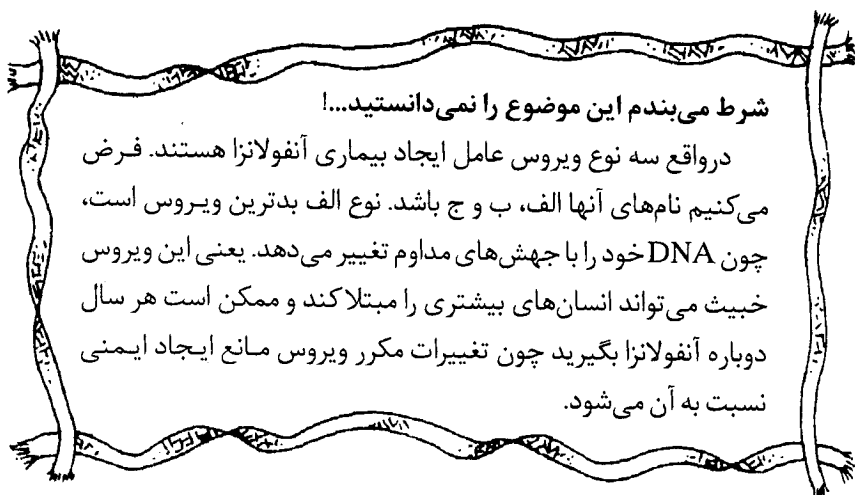 شرط می‌بندم این موضوع را نمی‌دانستید...!
درواقع سه نوع ویروس عامل ایجاد بیماری آنفولانزا هستند. فرض
می‌کنیم نام‌های آنها الف، ب و ج باشد. نوع الف بدترین ویروس است،
چون DNA خود را با جهش‌های مداوم تغییر می‌دهد. یعنی این ویروس
خبیث می‌تواند انسان‌های بیشتری را مبتلا کند و ممکن است هر سال
دوباره آنفولانزا بگیرید چون تغییرات مکرر ویروس مانع ایجاد ایمنی
نسبت به آن می‌شود.